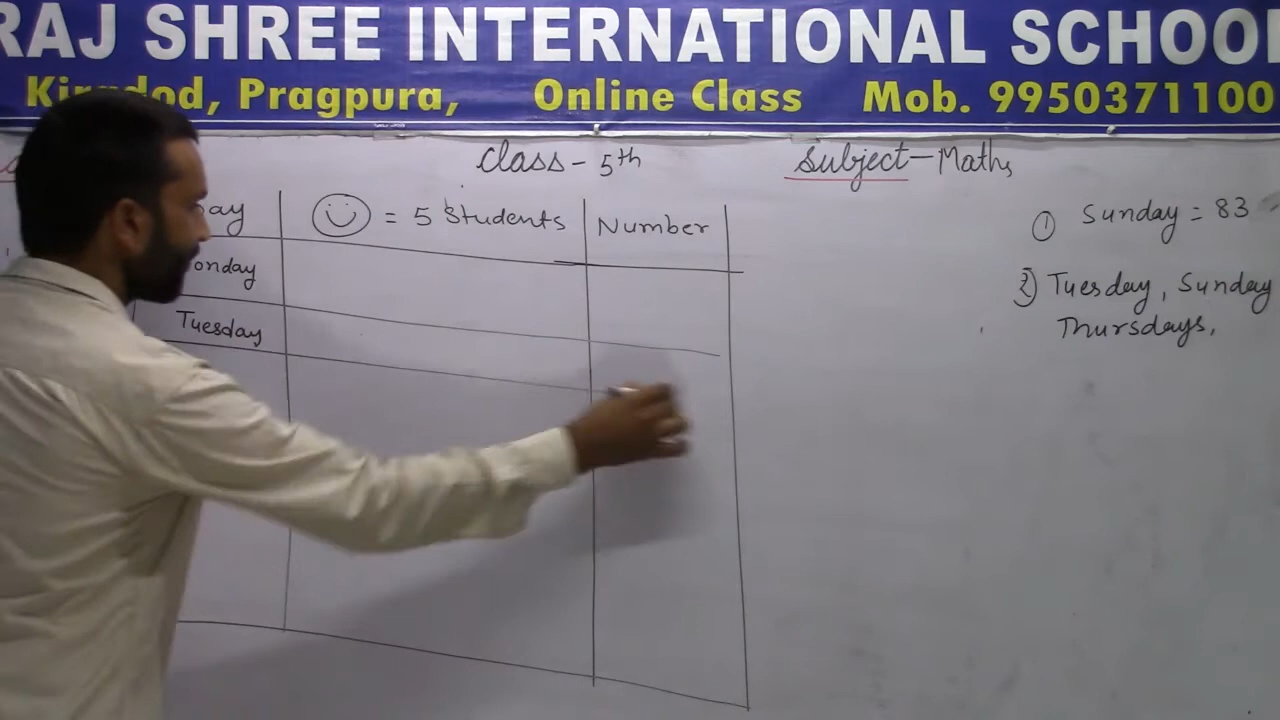 RAJ SHREE INTERNATIONAL SCHOOL
Pragpura, Online Class Mob. 9950371100
Class - 5th
Subject - Maths
= 5 Students Number
Tuesday
① Sunday = 83
2) Tuesday, Sunday
Thursdays,